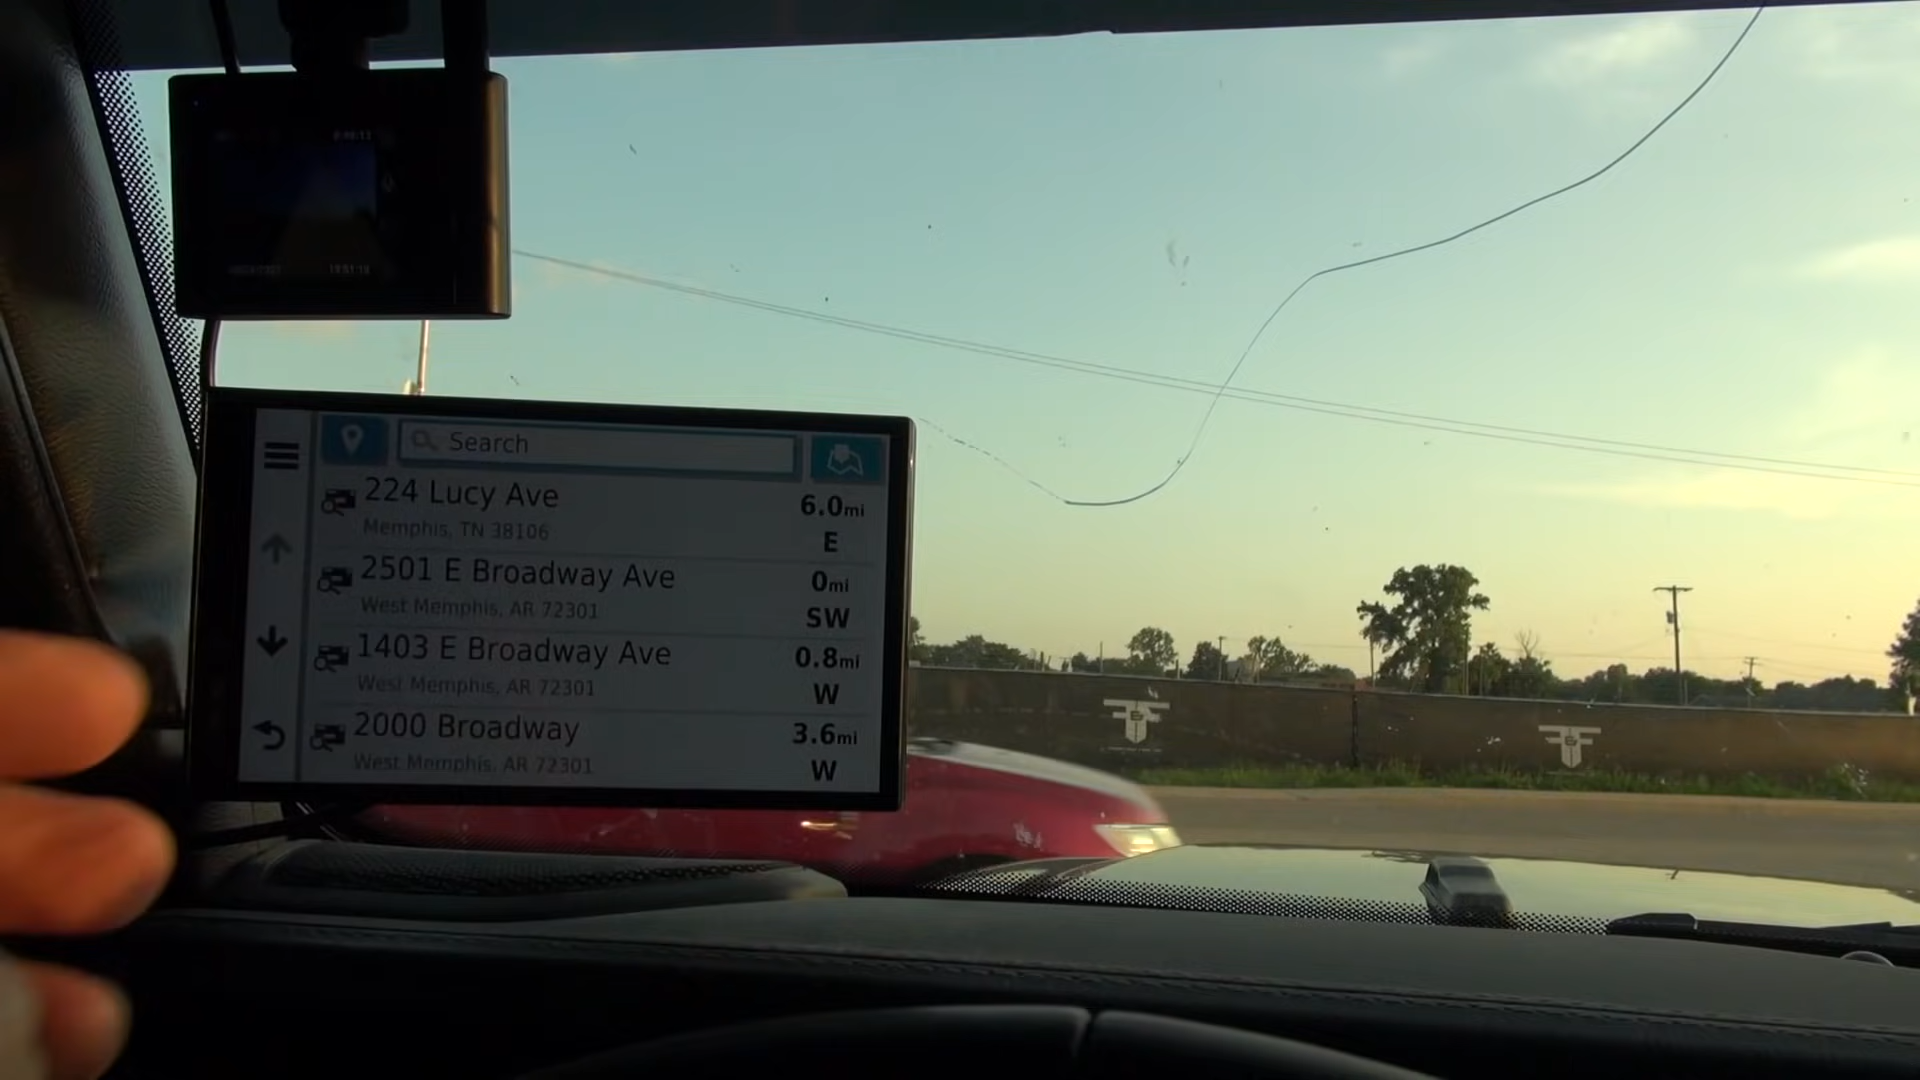 Search
224 Lucy Ave
6.0mi
Memphis, TN 38106
E
2501 E Broadway Ave
0mi
West Memphis, AR 72301
SW
1403 E Broadway Ave
0.8mi
West Memphis, AR 72301
W
2000 Broadway
3.6mi
West Memphis, AR 72301
W